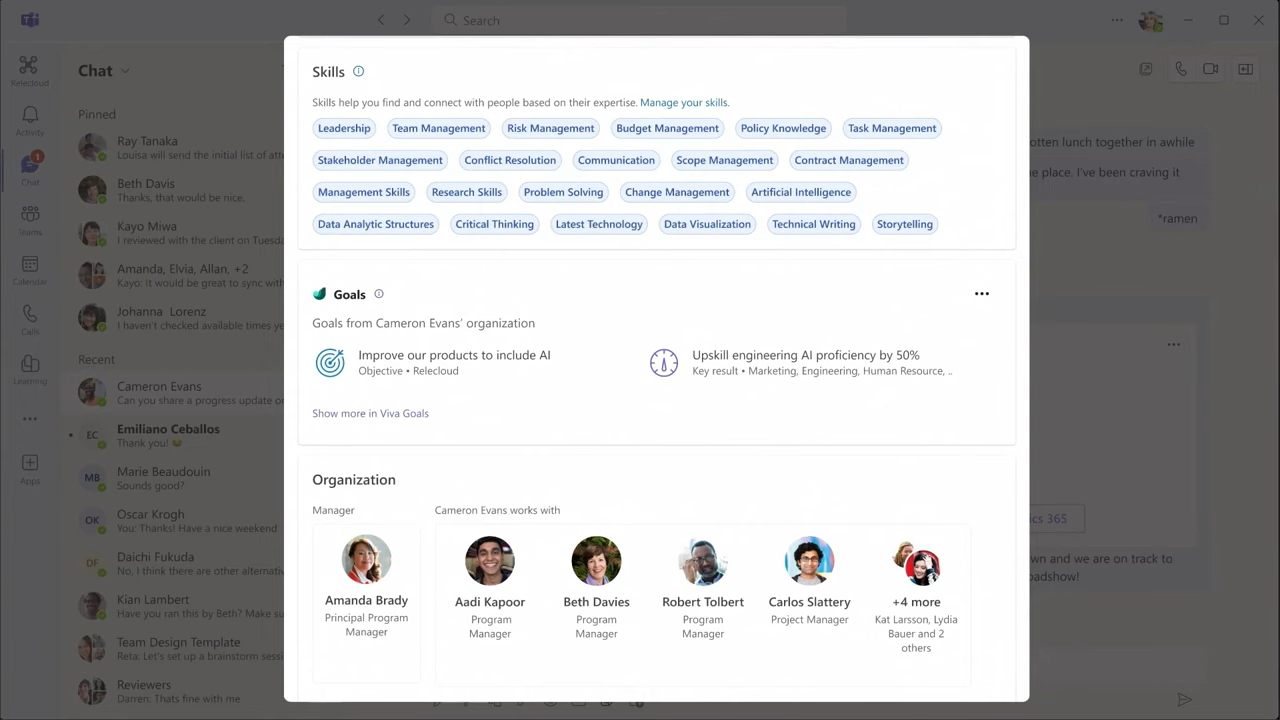 Search
Relecloud
Activity
1
Chat
Teams
Calendar
Calls
Learning
Apps
Chat
Pinned
Ray Tanaka
Louisa will send the initial list of atte
Beth Davis
Thanks, that would be nice.
Kayo Miwa
I reviewed with the client on Tuesda
Amanda, Elvia, Allan, +2
Kayo: It would be great to sync with
Johanna Lorenz
I haven't checked available times ye
Recent
Cameron Evans
Can you share a progress update on
EC
Emiliano Ceballos
Thank you!
MB
Marie Beaudouin
Sounds good?
OK
Oscar Krogh
You: Thanks! Have a nice weekend
DF
Daichi Fukuda
No, I think there are other alternati
Kian Lambert
Have you ran this by Beth? Make su
Team Design Template
Reta: Let's set up a brainstorm sessi
Reviewers
Darren: Thats fine with me
Skills
Skills help you find and connect with people based on their expertise. Manage your skills.
Leadership Team Management Risk Management Budget Management Policy Knowledge Task Management
Stakeholder Management Conflict Resolution Communication Scope Management Contract Management
Management Skills Research Skills Problem Solving Change Management Artificial Intelligence
Data Analytic Structures Critical Thinking Latest Technology Data Visualization Technical Writing Storytelling
Goals
Goals from Cameron Evans' organization
Improve our products to include AI
Objective • Relecloud
Upskill engineering AI proficiency by 50%
Key result • Marketing, Engineering, Human Resource, ..
Show more in Viva Goals
Organization
Manager
Amanda Brady
Principal Program
Manager
Cameron Evans works with
Aadi Kapoor
Program
Manager
Beth Davies
Program
Manager
Robert Tolbert
Program
Manager
Carlos Slattery
Project Manager
+4 more
Kat Larsson, Lydia
Bauer and 2
others
otten lunch together in awhile
e place. I've been craving it
*ramen
ics 365
wn and we are on track to
oadshow!